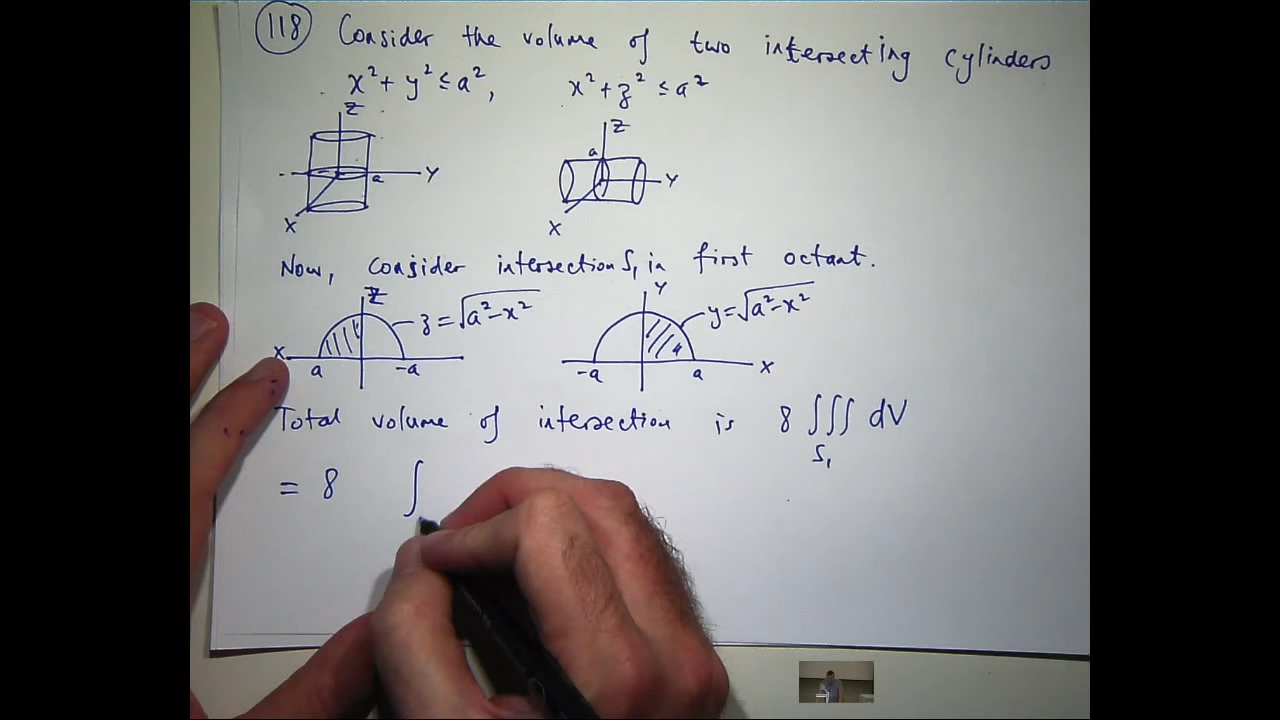 118 Consider the volume of two intersecting cylinders
x² + y² ≤ a², x² + z² ≤ a²
Z
Y
a
X
Z
a
Y
X
Now, consider intersection S₁ in first octant.
Z
z = √(a² − x²)
X
a
−a
Y
y = √(a² − x²)
−a
a
X
Total volume of intersection is 8 ∫∫∫ dV
S₁
= 8 ∫